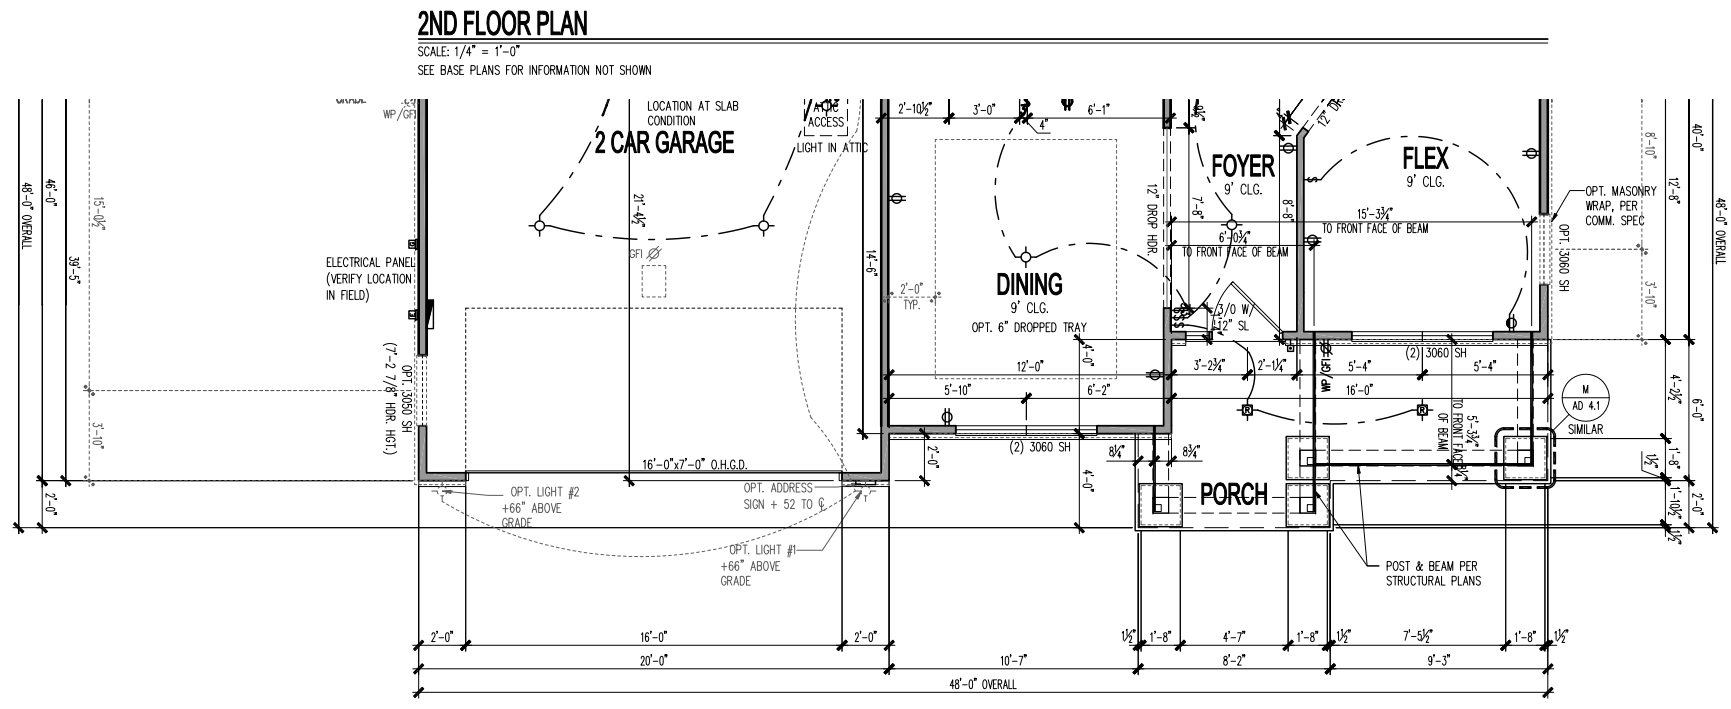 2ND FLOOR PLAN
SCALE: 1/4" = 1'-0"
SEE BASE PLANS FOR INFORMATION NOT SHOWN
GRADE
WP/GFI
LOCATION AT SLAB
CONDITION
2 CAR GARAGE
ATTIC
ACCESS
LIGHT IN ATTIC
2'-10½"
3'-0"
6'-1"
4"
12" DROP HDR.
FOYER
9' CLG.
FLEX
9' CLG.
7'-8"
8'-8"
S
15'-3¾"
TO FRONT FACE OF BEAM
6'-0¾"
TO FRONT FACE OF BEAM
OPT. MASONRY
WRAP, PER
COMM. SPEC
OPT. 3060 SH
8'-10"
3'-10"
12'-8"
40'-0"
48'-0" OVERALL
48'-0" OVERALL
46'-0"
39'-5"
15'-0½"
3'-10"
2'-0"
21'-4½"
14'-6"
GFI
ELECTRICAL PANEL
(VERIFY LOCATION
IN FIELD)
OPT. 3050 SH
(7'-2 7/8" HDR. HGT.)
2'-0"
TYP.
DINING
9' CLG.
OPT. 6" DROPPED TRAY
S S S S
3/0 W/
12" SL
4'-0"
12'-0"
3'-2¾"
2'-1¼"
WP/GFI
(2) 3060 SH
5'-4"
5'-4"
5'-10"
6'-2"
16'-0"
R
R
TO FRONT FACE
OF BEAM
5'-3¾"
M
AD 4.1
SIMILAR
4'-2½"
6'-0"
1'-8"
1½"
1'-10½"
1½"
2'-0"
(2) 3060 SH
2'-0"
8¼"
8¾"
4'-0"
16'-0"x7'-0" O.H.G.D.
OPT. LIGHT #2
+66" ABOVE
GRADE
OPT. ADDRESS
SIGN + 52 TO ℄
OPT. LIGHT #1
+66" ABOVE
GRADE
PORCH
POST & BEAM PER
STRUCTURAL PLANS
2'-0"
16'-0"
2'-0"
1½"
1'-8"
4'-7"
1'-8"
1½"
7'-5½"
1'-8"
1½"
20'-0"
10'-7"
8'-2"
9'-3"
48'-0" OVERALL